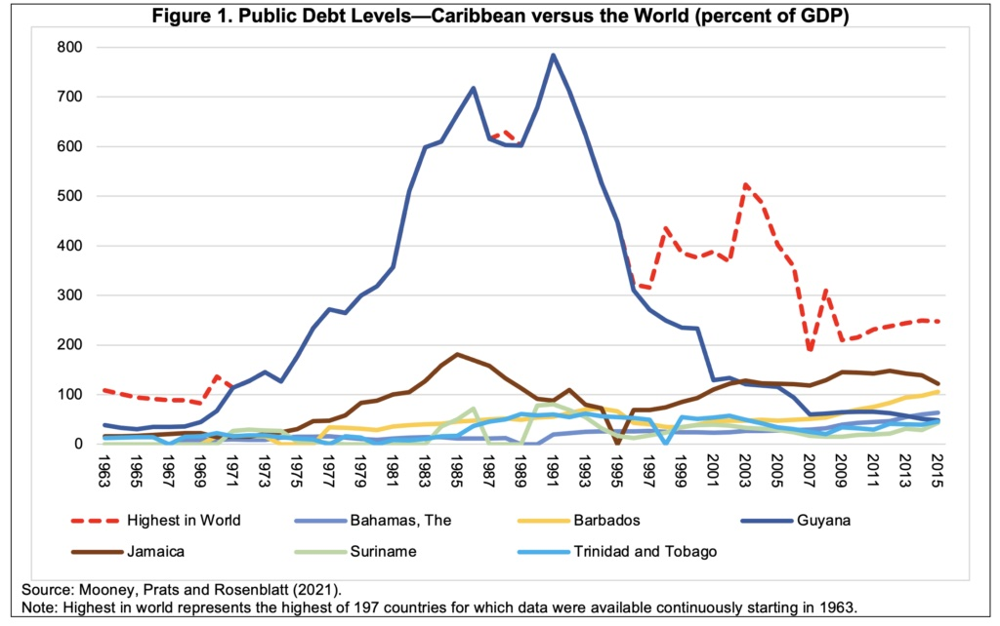 Figure 1. Public Debt Levels—Caribbean versus the World (percent of GDP)
800
700
600
500
400
300
200
100
0
1963 1965 1967 1969 1971 1973 1975 1977 1979 1981 1983 1985 1987 1989 1991 1993 1995 1997 1999 2001 2003 2005 2007 2009 2011 2013 2015
Highest in World Bahamas, The Barbados Guyana
Jamaica Suriname Trinidad and Tobago
Source: Mooney, Prats and Rosenblatt (2021).
Note: Highest in world represents the highest of 197 countries for which data were available continuously starting in 1963.